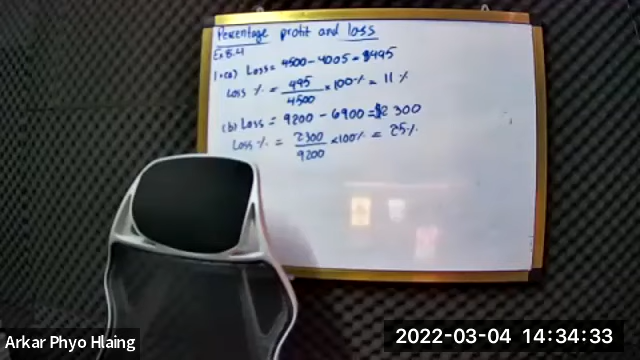 Percentage profit and loss
Ex 8.4
1.(a) Loss = 4500 - 4005 = $495
Loss % = 495/4500 × 100% = 11 %
(b) Loss = 9200 - 6900 = $2300
Loss % = 2300/9200 × 100% = 25%
Arkar Phyo Hlaing
2022-03-04 14:34:33